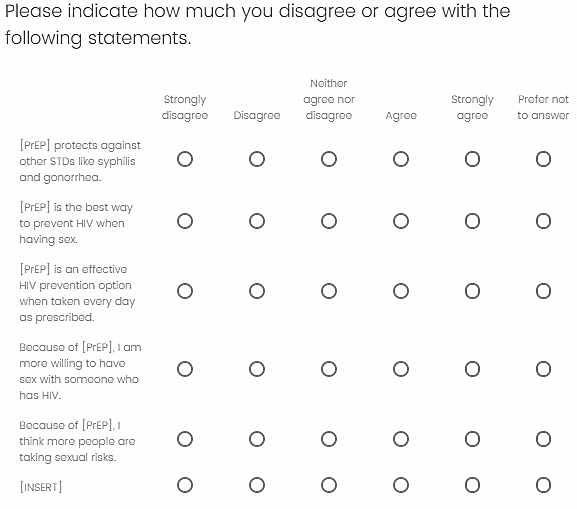 Please indicate how much you disagree or agree with the
following statements.
Strongly disagree
Disagree
Neither agree nor disagree
Agree
Strongly agree
Prefer not to answer
[PrEP] protects against
other STDs like syphilis
and gonorrhea.
[PrEP] is the best way
to prevent HIV when
having sex.
[PrEP] is an effective
HIV prevention option
when taken every day
as prescribed.
Because of [PrEP], I am
more willing to have
sex with someone who
has HIV.
Because of [PrEP], I
think more people are
taking sexual risks.
[INSERT]